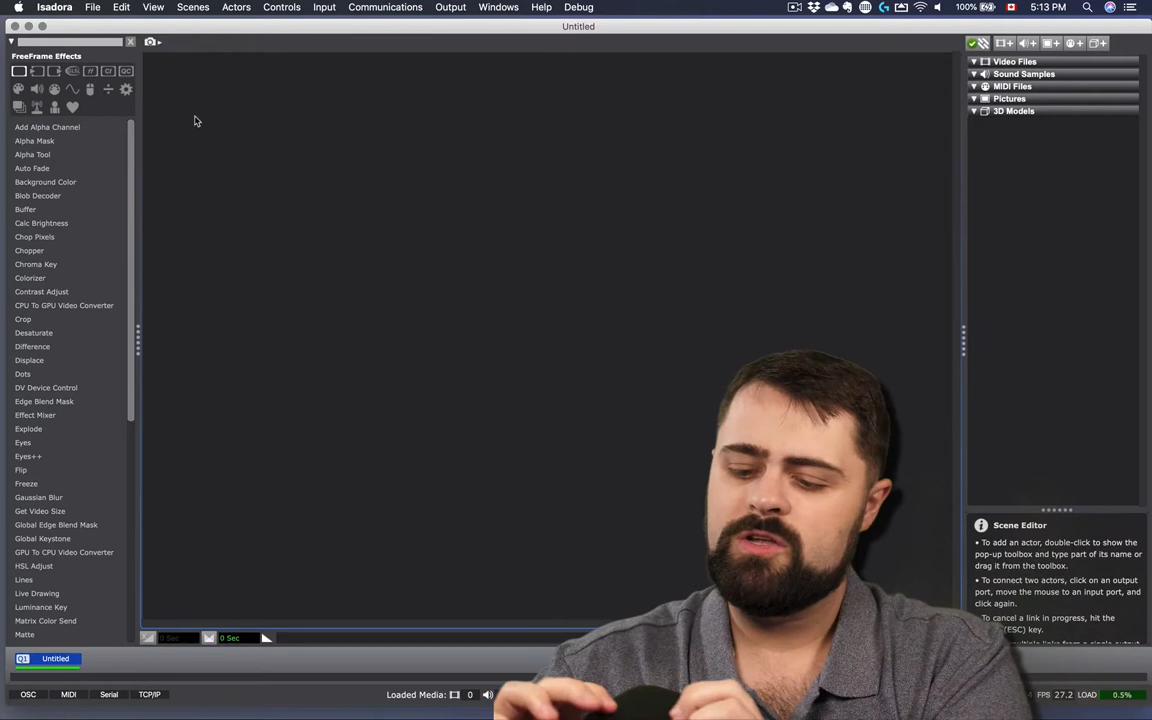 Isadora File Edit View Scenes Actors Controls Input Communications Output Windows Help Debug 100% Fri 5:13 PM
Untitled
FreeFrame Effects
GLSL ff CI QC
Add Alpha Channel
Alpha Mask
Alpha Tool
Auto Fade
Background Color
Blob Decoder
Buffer
Calc Brightness
Chop Pixels
Chopper
Chroma Key
Colorizer
Contrast Adjust
CPU To GPU Video Converter
Crop
Desaturate
Difference
Displace
Dots
DV Device Control
Edge Blend Mask
Effect Mixer
Explode
Eyes
Eyes++
Flip
Freeze
Gaussian Blur
Get Video Size
Global Edge Blend Mask
Global Keystone
GPU To CPU Video Converter
HSL Adjust
Lines
Live Drawing
Luminance Key
Matrix Color Send
Matte
Video Files
Sound Samples
MIDI Files
Pictures
3D Models
Scene Editor
• To add an actor, double-click to show the
pop-up toolbox and type part of its name or
drag it from the toolbox.
• To connect two actors, click on an output
port, move the mouse to an input port, and
click again.
• To cancel a link in progress, hit the
(ESC) key.
0 Sec 0 Sec
Q1 Untitled
OSC MIDI Serial TCP/IP Loaded Media: 0
FPS 27.2 LOAD 0.5%